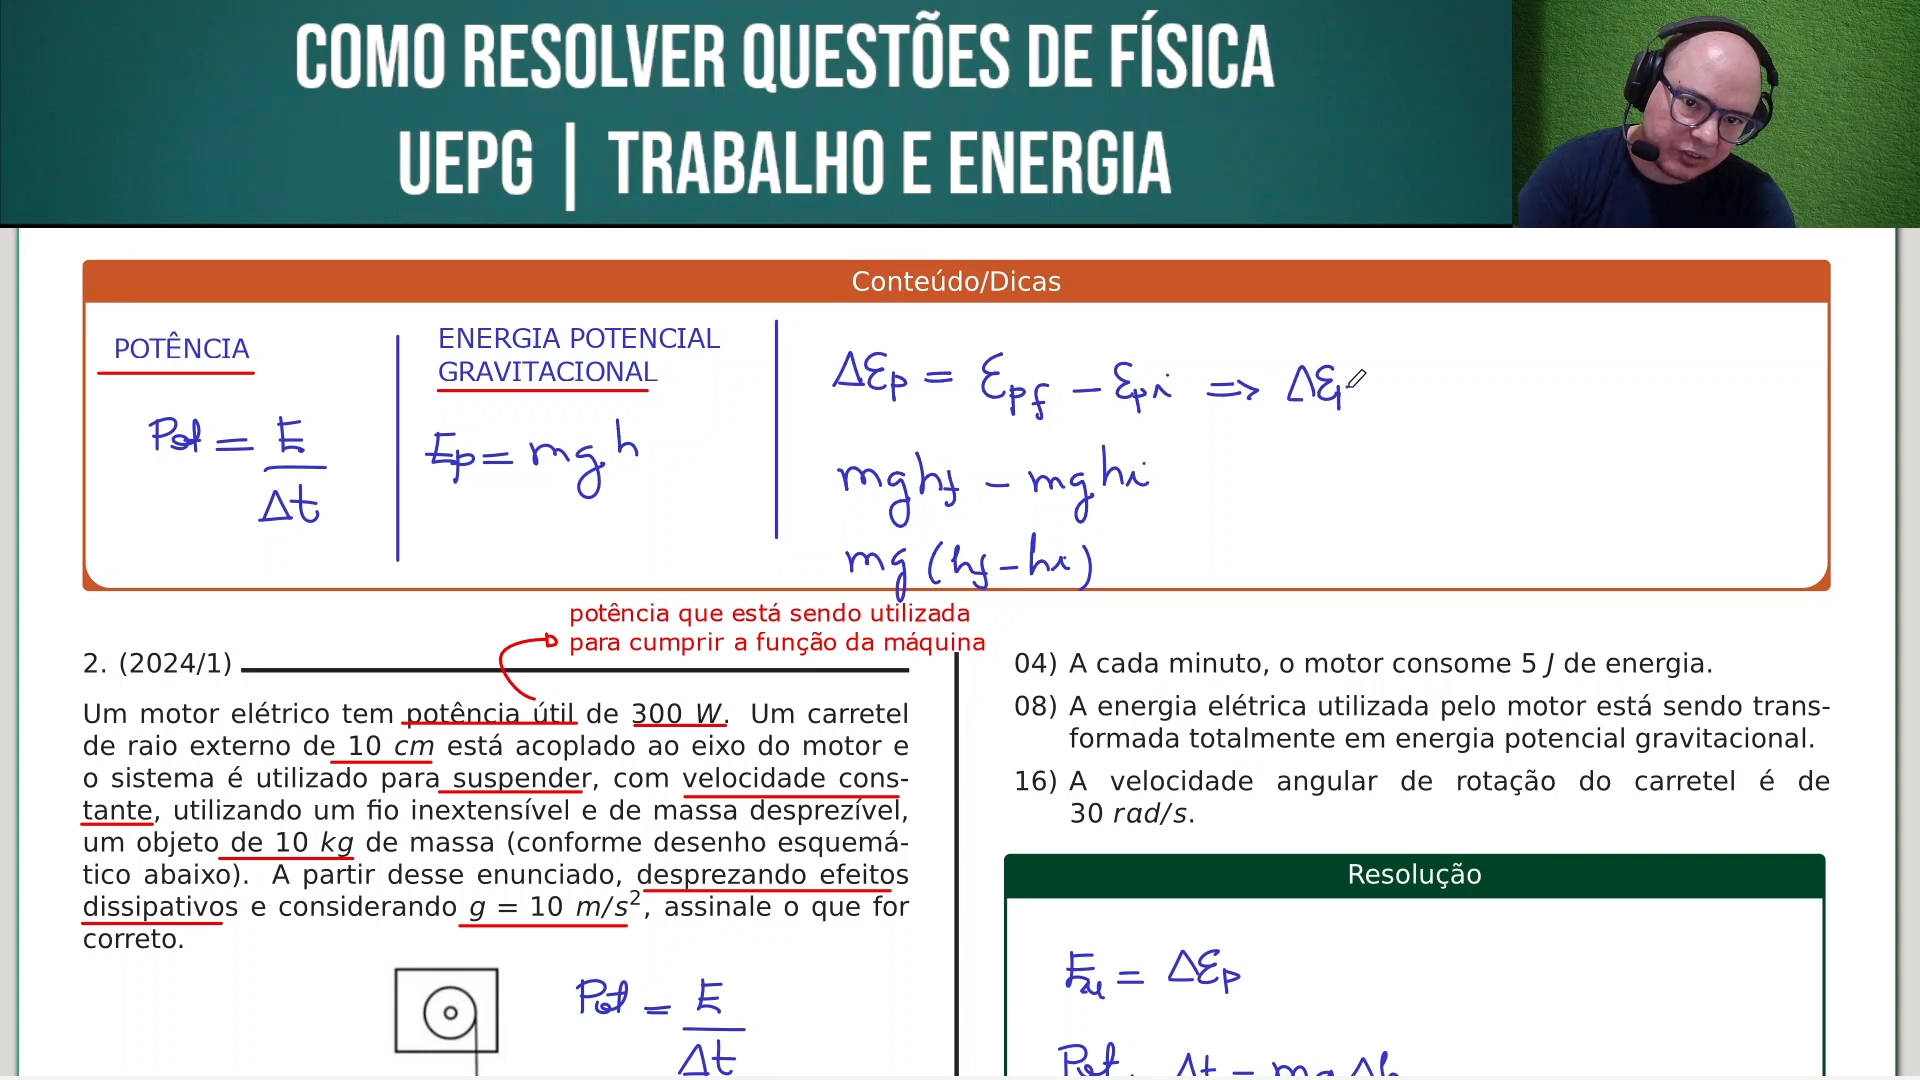 COMO RESOLVER QUESTÕES DE FÍSICA
UEPG | TRABALHO E ENERGIA
Conteúdo/Dicas
POTÊNCIA
Pot = E
Δt
ENERGIA POTENCIAL
GRAVITACIONAL
Ep = mgh
ΔEp = Epf - Epi => ΔE
mghf - mghi
mg (hf - hi)
potência que está sendo utilizada
para cumprir a função da máquina
2. (2024/1)
Um motor elétrico tem potência útil de 300 W. Um carretel
de raio externo de 10 cm está acoplado ao eixo do motor e
o sistema é utilizado para suspender, com velocidade cons-
tante, utilizando um fio inextensível e de massa desprezível,
um objeto de 10 kg de massa (conforme desenho esquemá-
tico abaixo). A partir desse enunciado, desprezando efeitos
dissipativos e considerando g = 10 m/s², assinale o que for
correto.
Pot = E
Δt
04) A cada minuto, o motor consome 5 J de energia.
08) A energia elétrica utilizada pelo motor está sendo trans-
formada totalmente em energia potencial gravitacional.
16) A velocidade angular de rotação do carretel é de
30 rad/s.
Resolução
= ΔEp
Pot. Δt = mg Δh